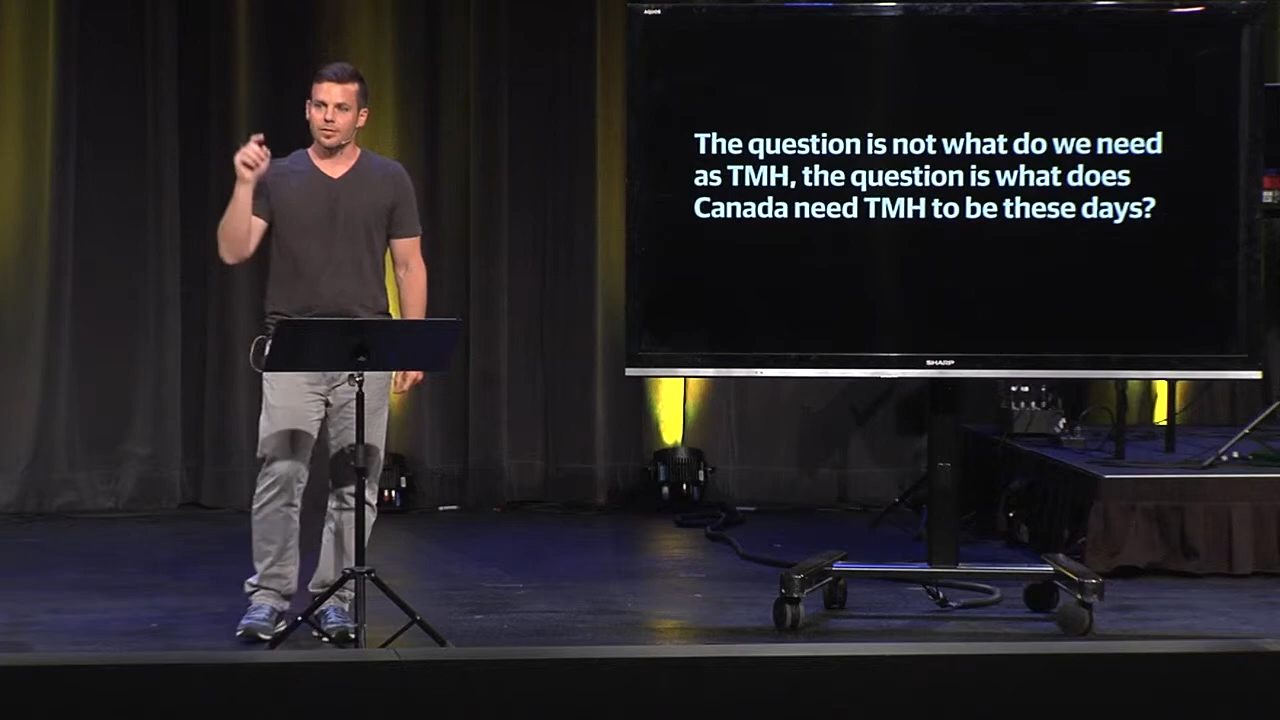 AQUOS
The question is not what do we need
as TMH, the question is what does
Canada need TMH to be these days?
SHARP